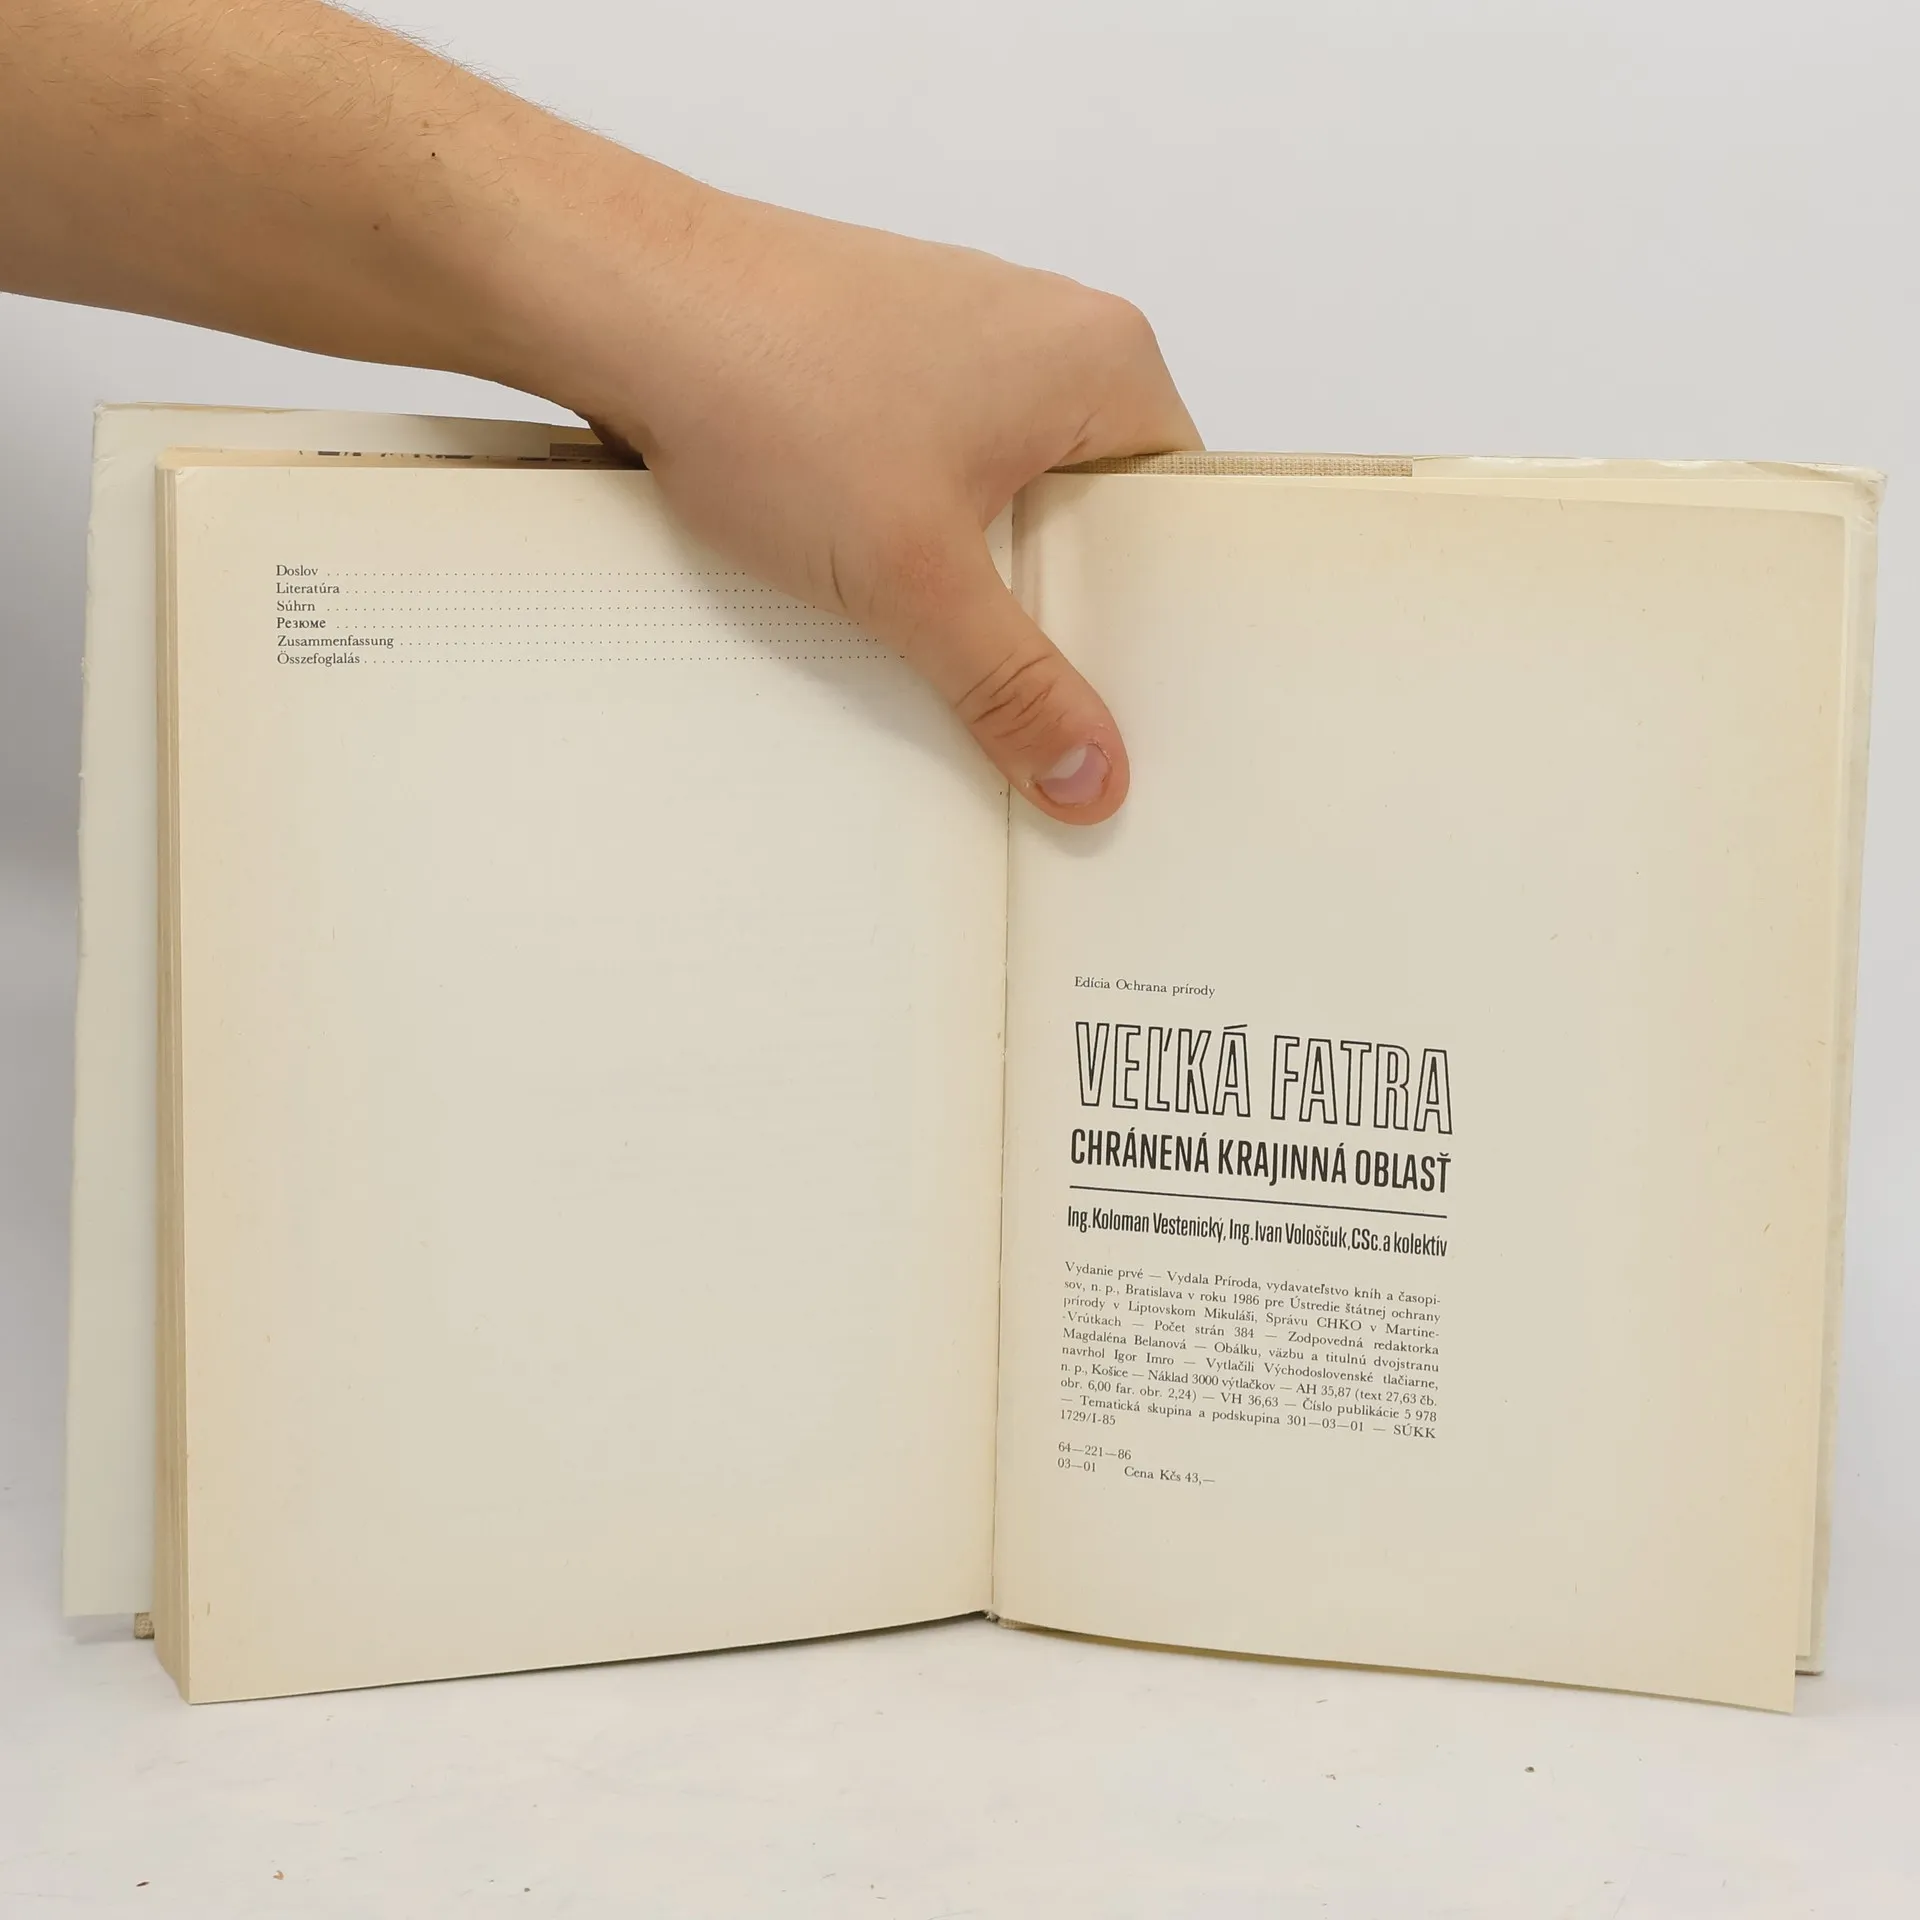 Doslov
Literatúra
Súhrn
Резюме
Zusammenfassung
Összefoglalás
Edícia Ochrana prírody
VEĽKÁ FATRA
CHRÁNENÁ KRAJINNÁ OBLASŤ
Ing. Koloman Vestenický, Ing. Ivan Vološčuk, CSc. a kolektív
Vydanie prvé — Vydala Príroda, vydavateľstvo kníh a časopi-
sov, n. p., Bratislava v roku 1986 pre Ústredie štátnej ochrany
prírody v Liptovskom Mikuláši, Správu CHKO v Martine-
-Vrútkach — Počet strán 384 — Zodpovedná redaktorka
Magdaléna Belanová — Obálku, väzbu a titulnú dvojstranu
navrhol Igor Imro — Vytlačili Východoslovenské tlačiarne,
n. p., Košice — Náklad 3000 výtlačkov — AH 35,87 (text 27,63 čb.
obr. 6,00 far. obr. 2,24) — VH 36,63 — Číslo publikácie 5 978
— Tematická skupina a podskupina 301—03—01 — SÚKK
1729/I-85
64—221—86
03—01 Cena Kčs 43,—